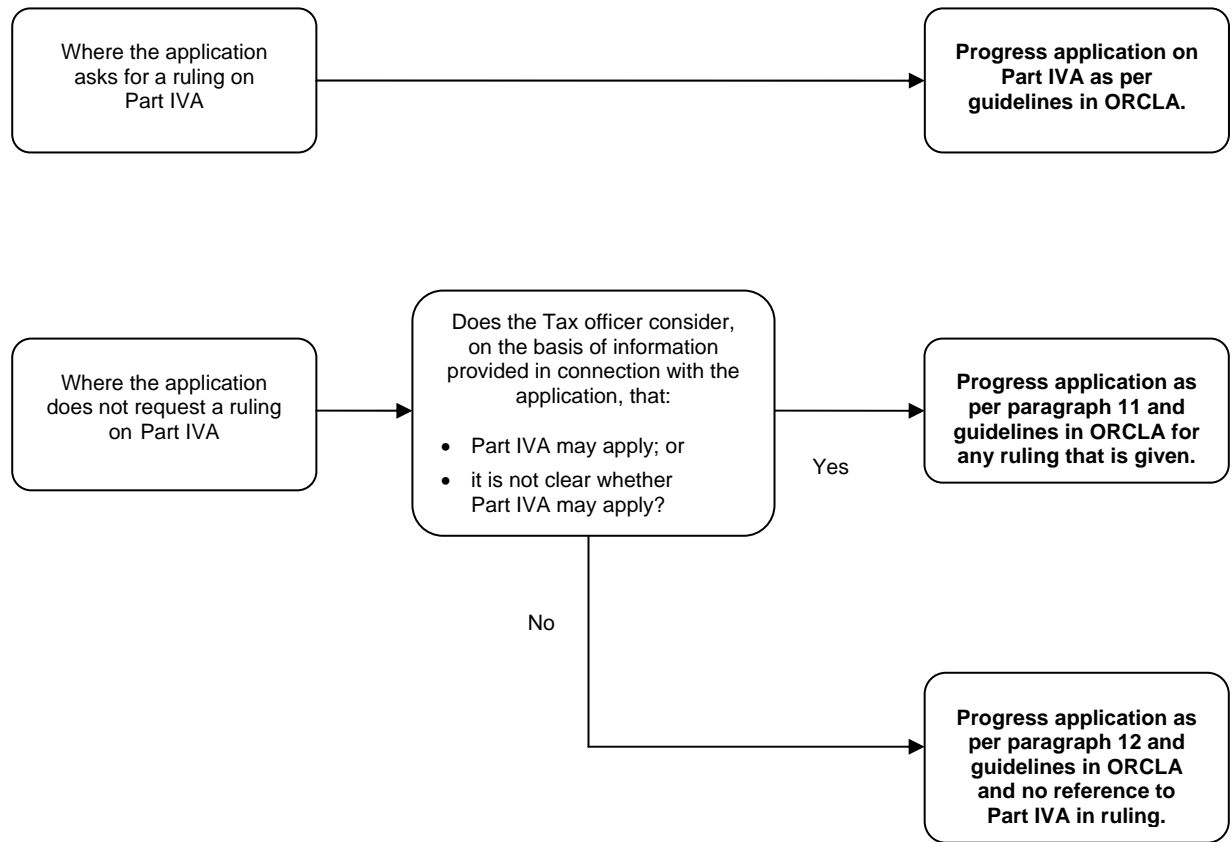 Where the application
asks for a ruling on
Part IVA
Progress application on
Part IVA as per
guidelines in ORCLA.
Where the application
does not request a ruling
on Part IVA
Does the Tax officer consider,
on the basis of information
provided in connection with the
application, that:
• Part IVA may apply; or
• it is not clear whether
Part IVA may apply?
Yes
Progress application as
per paragraph 11 and
guidelines in ORCLA for
any ruling that is given.
No
Progress application as
per paragraph 12 and
guidelines in ORCLA
and no reference to
Part IVA in ruling.